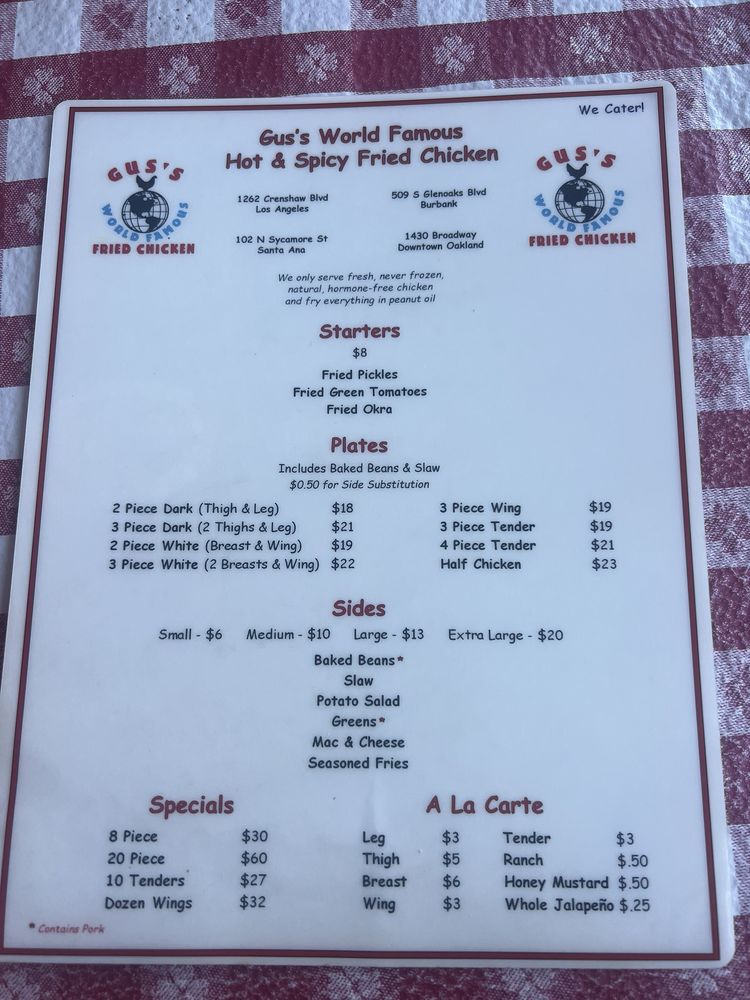 We Cater!
Gus's World Famous
Hot & Spicy Fried Chicken
GUS'S
WORLD FAMOUS
FRIED CHICKEN
GUS'S
WORLD FAMOUS
FRIED CHICKEN
1262 Crenshaw Blvd
Los Angeles
509 S Glenoaks Blvd
Burbank
102 N Sycamore St
Santa Ana
1430 Broadway
Downtown Oakland
We only serve fresh, never frozen,
natural, hormone-free chicken
and fry everything in peanut oil
Starters
$8
Fried Pickles
Fried Green Tomatoes
Fried Okra
Plates
Includes Baked Beans & Slaw
$0.50 for Side Substitution
2 Piece Dark (Thigh & Leg) $18
3 Piece Dark (2 Thighs & Leg) $21
2 Piece White (Breast & Wing) $19
3 Piece White (2 Breasts & Wing) $22
3 Piece Wing $19
3 Piece Tender $19
4 Piece Tender $21
Half Chicken $23
Sides
Small - $6 Medium - $10 Large - $13 Extra Large - $20
Baked Beans*
Slaw
Potato Salad
Greens*
Mac & Cheese
Seasoned Fries
Specials
8 Piece $30
20 Piece $60
10 Tenders $27
Dozen Wings $32
A La Carte
Leg $3
Thigh $5
Breast $6
Wing $3
Tender $3
Ranch $.50
Honey Mustard $.50
Whole Jalapeño $.25
* Contains Pork